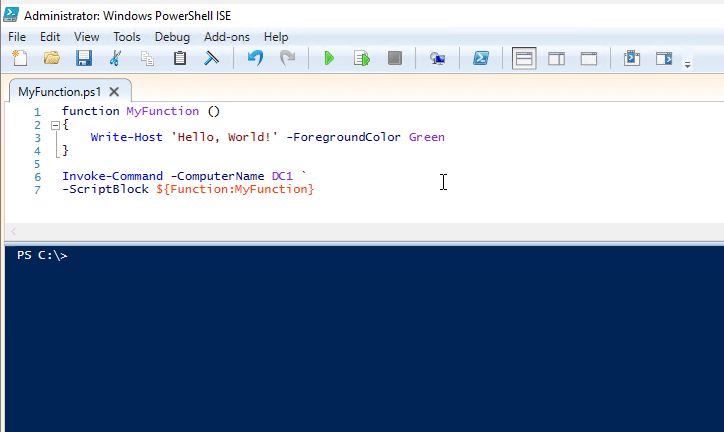 Administrator: Windows PowerShell ISE
File Edit View Tools Debug Add-ons Help
MyFunction.ps1
1 function MyFunction ()
2 {
3 Write-Host 'Hello, World!' -ForegroundColor Green
4 }
5
6 Invoke-Command -ComputerName DC1 `
7 -ScriptBlock ${Function:MyFunction}
PS C:\>